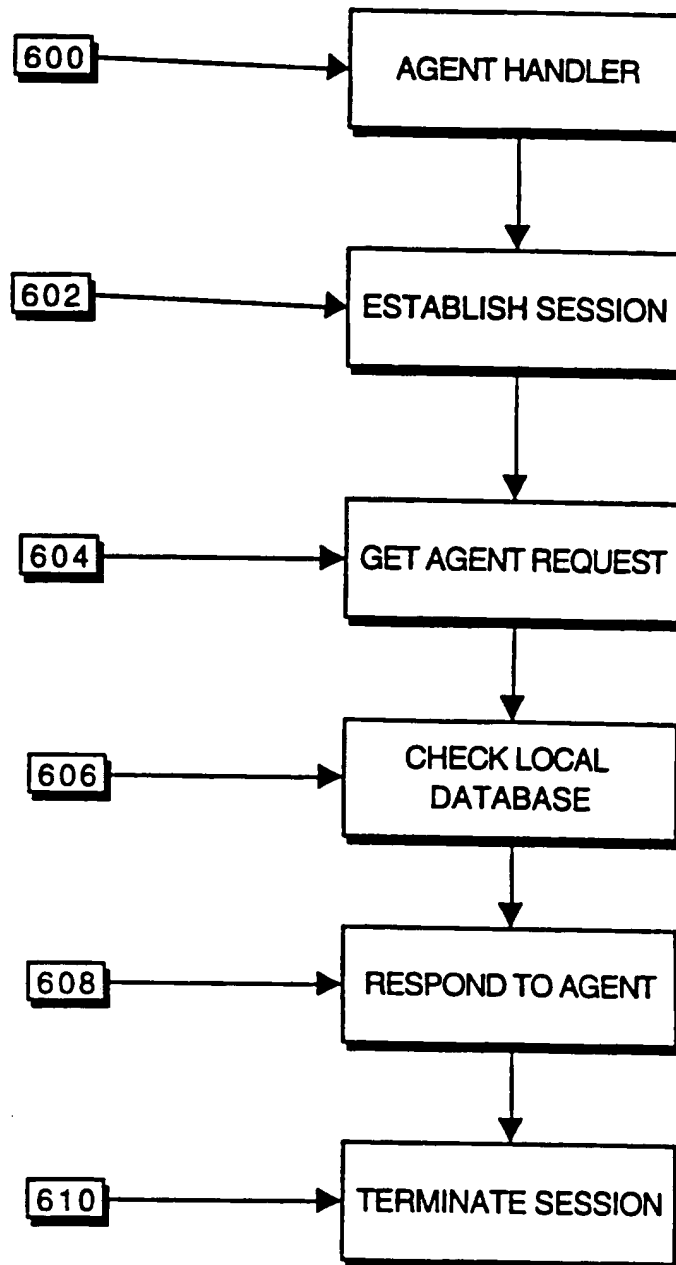 600
AGENT HANDLER
602
ESTABLISH SESSION
604
GET AGENT REQUEST
606
CHECK LOCAL
DATABASE
608
RESPOND TO AGENT
610
TERMINATE SESSION